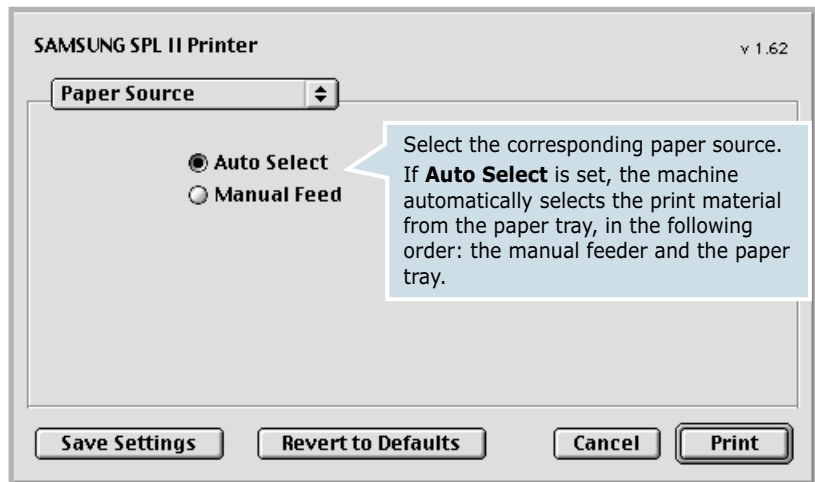 SAMSUNG SPL II Printer
v 1.62
Paper Source
Auto Select
Manual Feed
Select the corresponding paper source.
If Auto Select is set, the machine
automatically selects the print material
from the paper tray, in the following
order: the manual feeder and the paper
tray.
Save Settings
Revert to Defaults
Cancel
Print